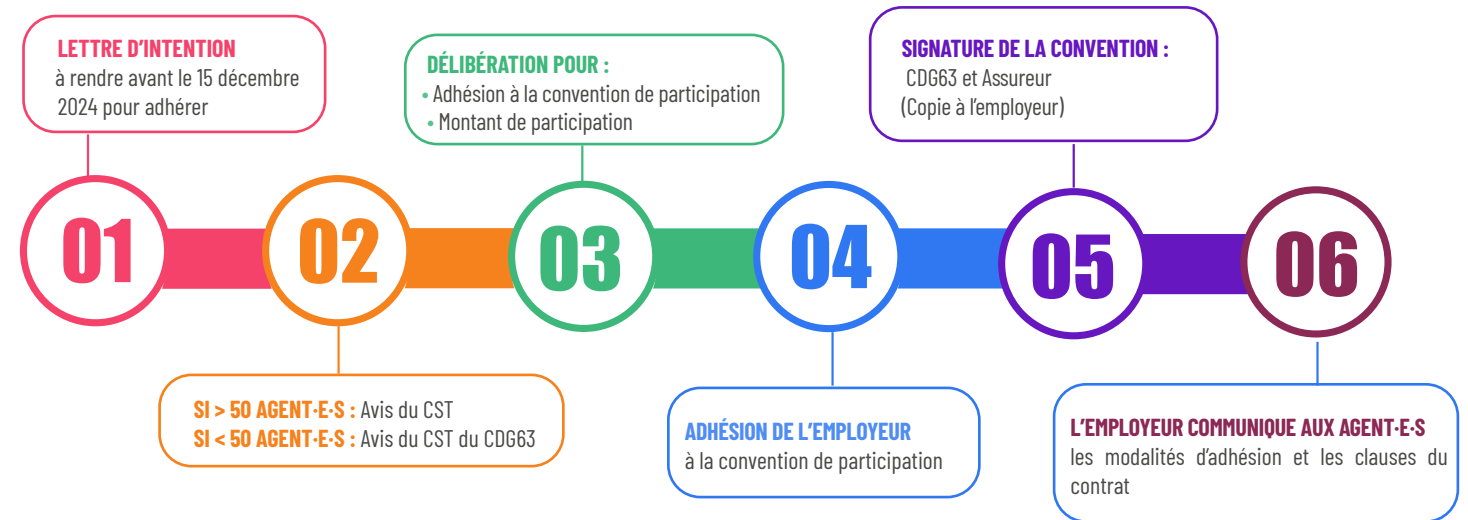 LETTRE D'INTENTION
à rendre avant le 15 décembre
2024 pour adhérer
DÉLIBÉRATION POUR :
• Adhésion à la convention de participation
• Montant de participation
SIGNATURE DE LA CONVENTION :
CDG63 et Assureur
(Copie à l'employeur)
01
02
03
04
05
06
SI > 50 AGENT·E·S : Avis du CST
SI < 50 AGENT·E·S : Avis du CST du CDG63
ADHÉSION DE L'EMPLOYEUR
à la convention de participation
L'EMPLOYEUR COMMUNIQUE AUX AGENT·E·S
les modalités d'adhésion et les clauses du
contrat